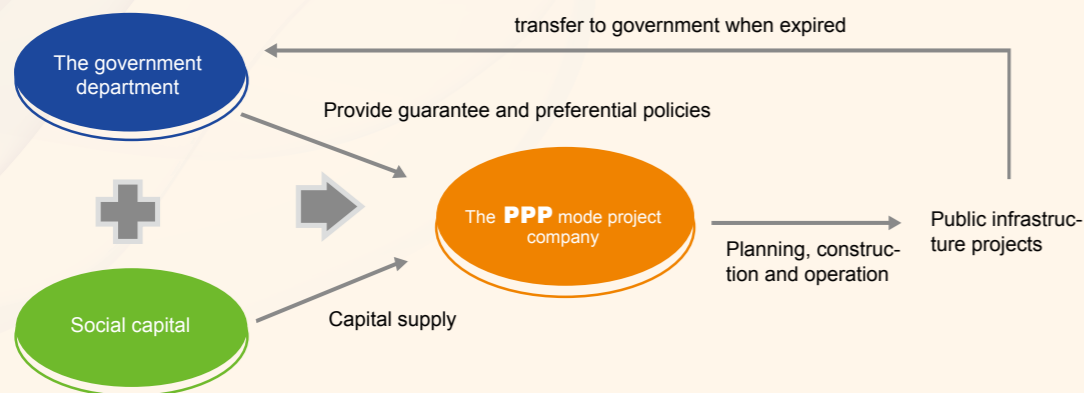 transfer to government when expired
The government
department
Provide guarantee and preferential policies
The PPP mode project
company
Public infrastruc-
ture projects
Planning, construc-
tion and operation
Social capital
Capital supply